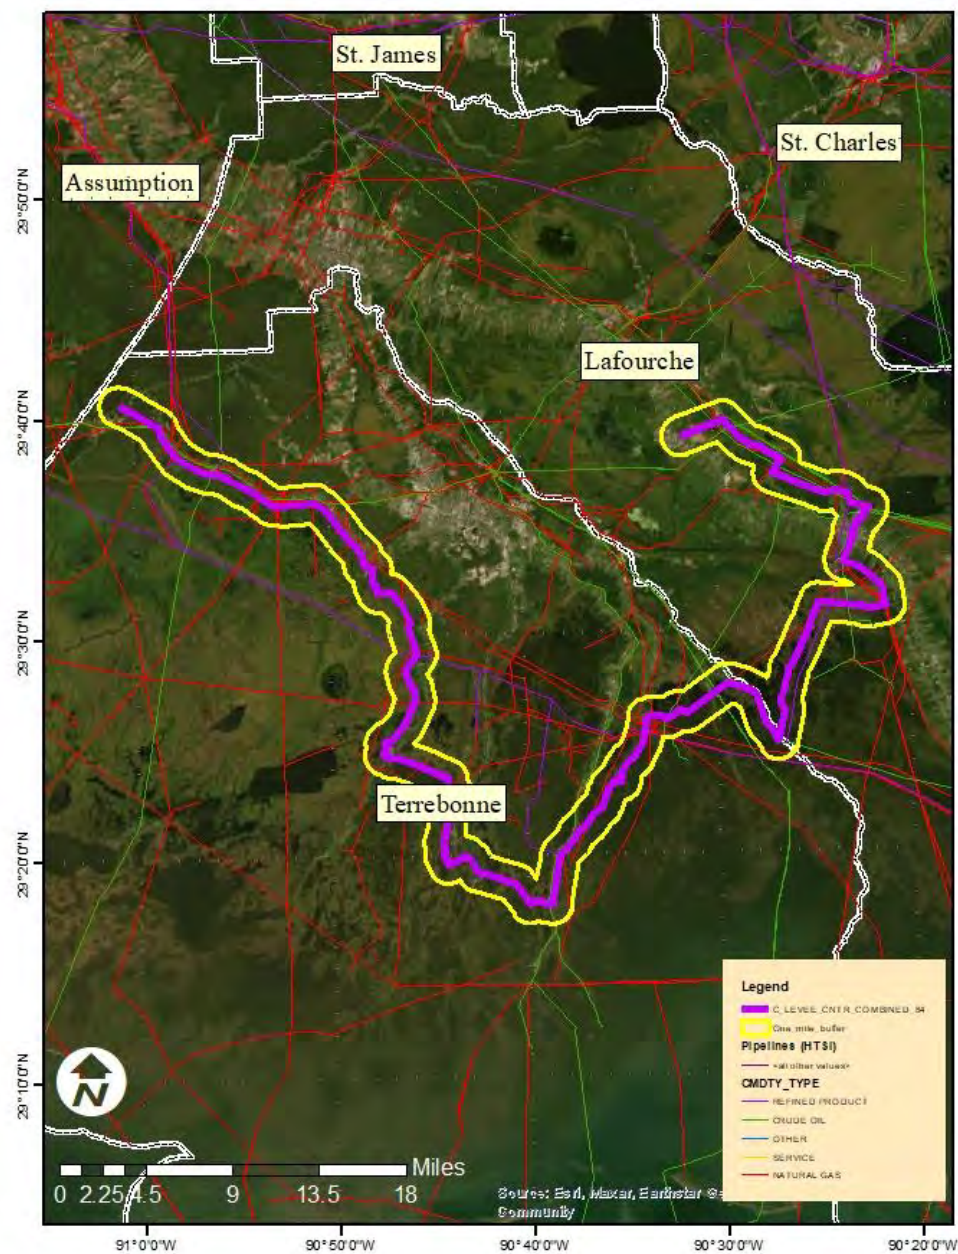 St. James
St. Charles
Assumption
Lafourche
Terrebonne
29°50'0"N
29°40'0"N
29°30'0"N
29°20'0"N
29°10'0"N
N
Miles
0 2.25 4.5 9 13.5 18
Source: Esri, Maxar, Earthstar Ge
Community
Legend
C_LEVEE_CNTR_COMBINED_84
One_mile_buffer
Pipelines (HTSI)
<all other values>
CMDTY_TYPE
REFINED PRODUCT
CRUDE OIL
OTHER
SERVICE
NATURAL GAS
91°0'0"W 90°50'0"W 90°40'0"W 90°30'0"W 90°20'0"W